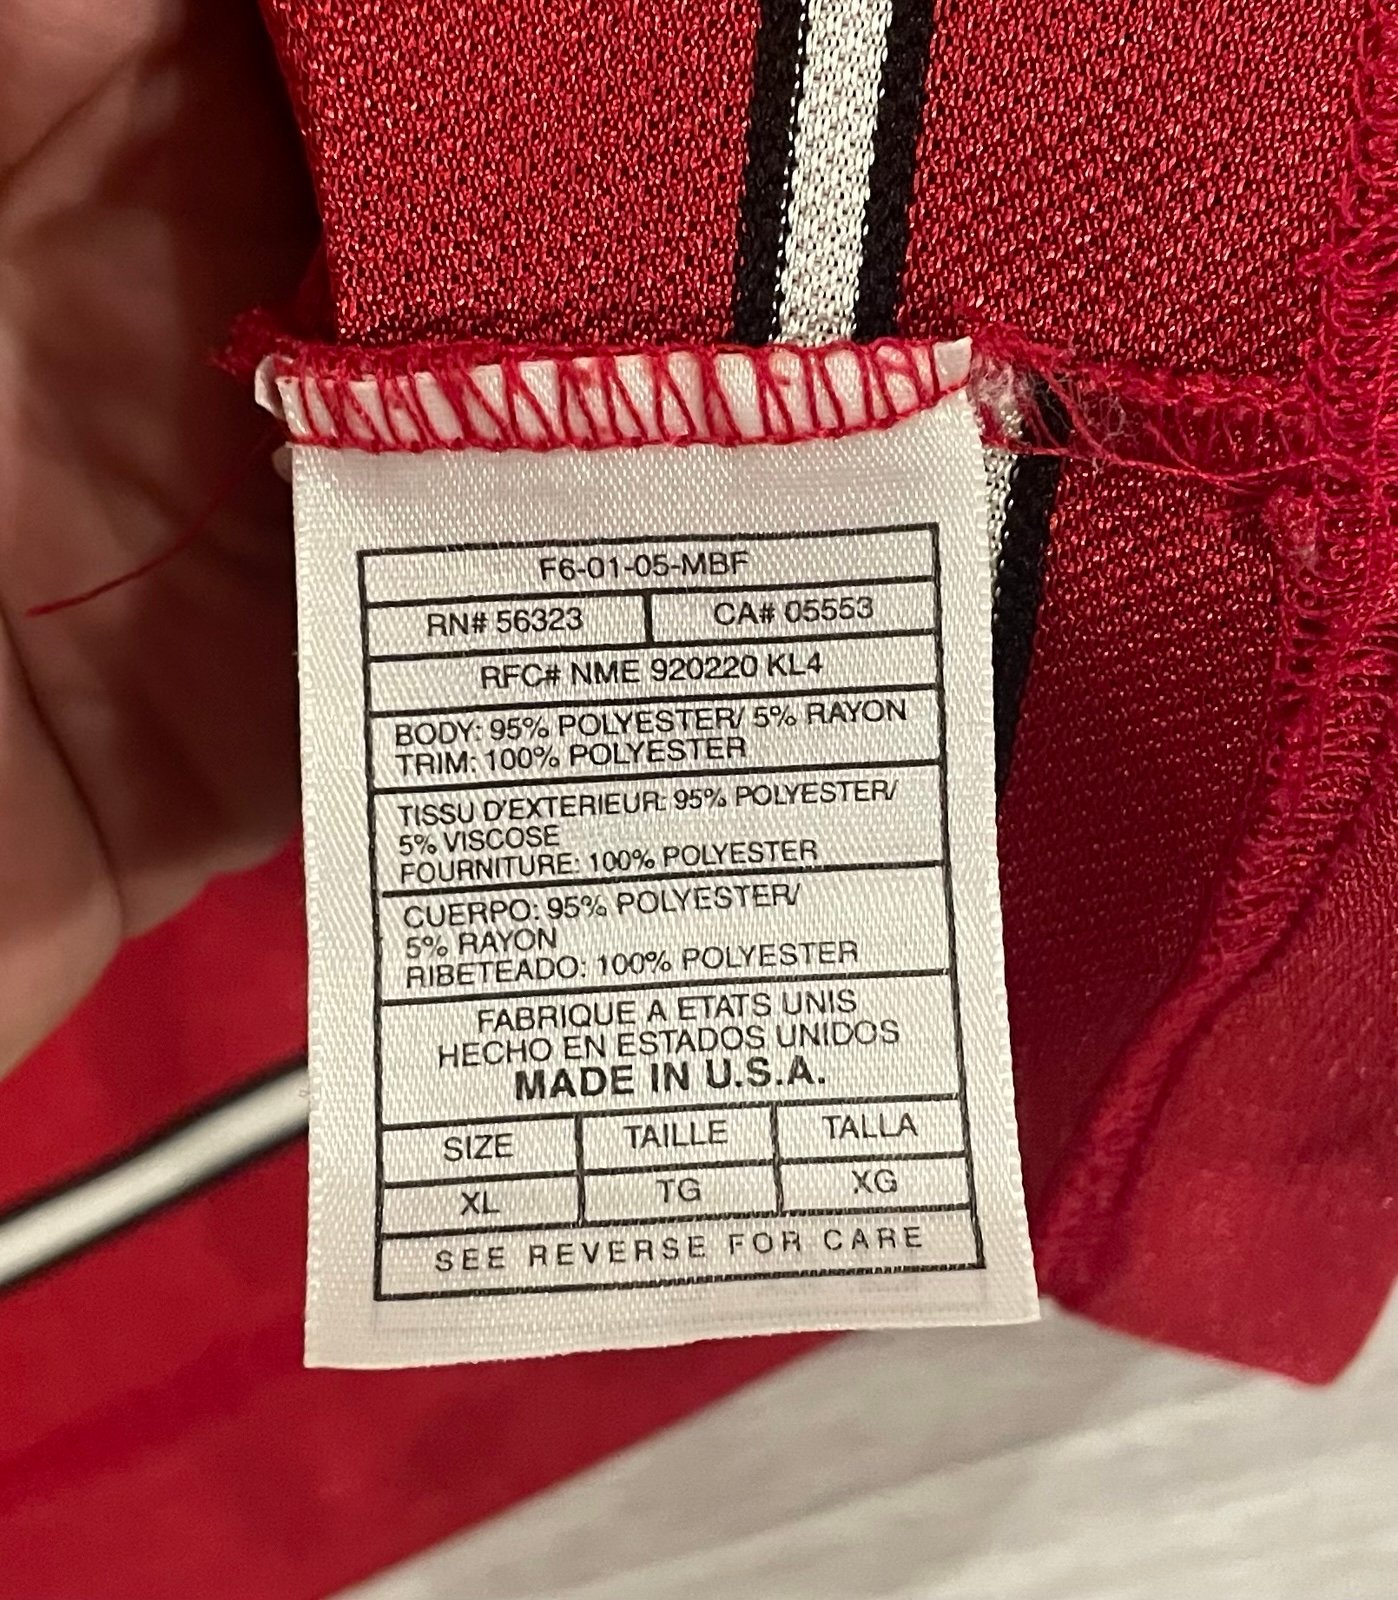 F6-01-05-MBF
RN# 56323 CA# 05553
RFC# NME 920220 KL4
BODY: 95% POLYESTER/ 5% RAYON
TRIM: 100% POLYESTER
TISSU D'EXTERIEUR: 95% POLYESTER/
5% VISCOSE
FOURNITURE: 100% POLYESTER
CUERPO: 95% POLYESTER/
5% RAYON
RIBETEADO: 100% POLYESTER
FABRIQUE A ETATS UNIS
HECHO EN ESTADOS UNIDOS
MADE IN U.S.A.
SIZE TAILLE TALLA
XL TG XG
SEE REVERSE FOR CARE